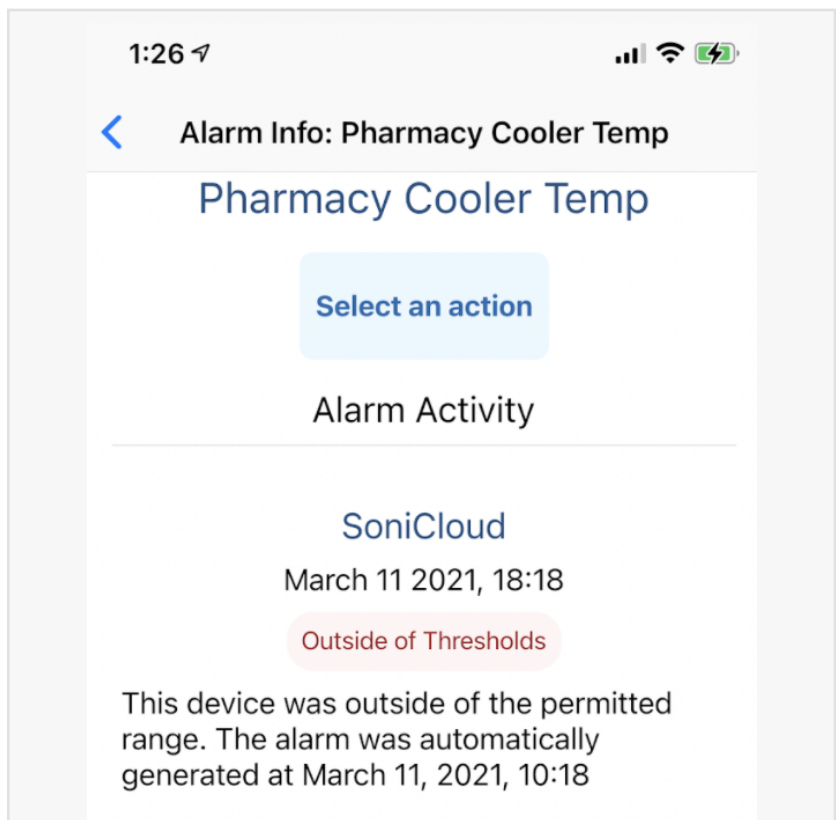 1:26
Alarm Info: Pharmacy Cooler Temp
Pharmacy Cooler Temp
Select an action
Alarm Activity
SoniCloud
March 11 2021, 18:18
Outside of Thresholds
This device was outside of the permitted
range. The alarm was automatically
generated at March 11, 2021, 10:18